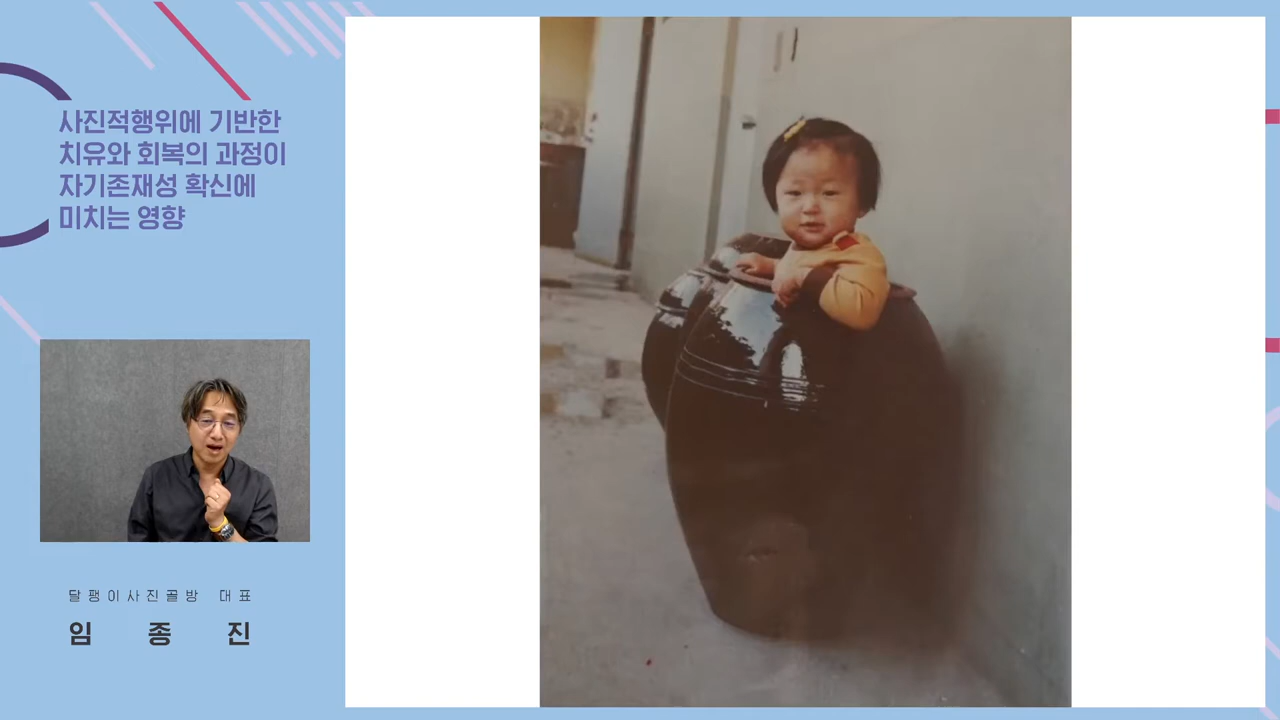 사진적행위에 기반한
치유와 회복의 과정이
자기존재성 확신에
미치는 영향
달팽이사진골방 대표
임종진